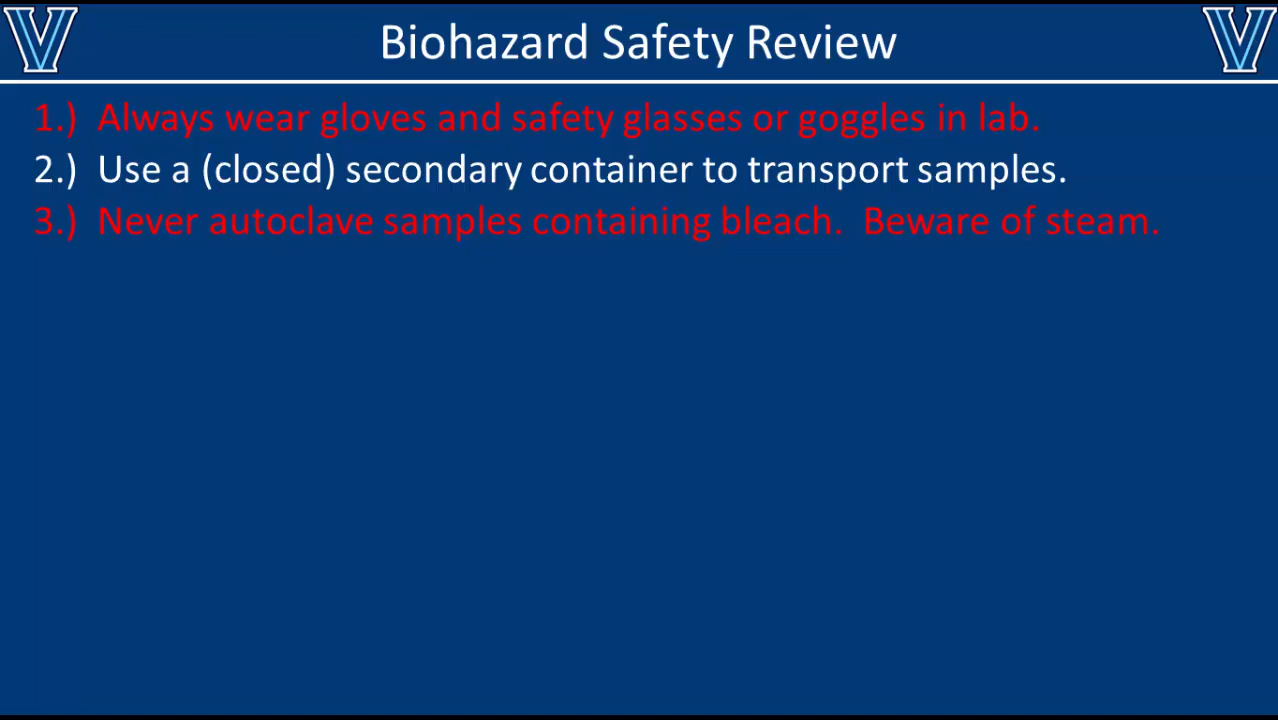 V
V
Biohazard Safety Review
1.) Always wear gloves and safety glasses or goggles in lab.
2.) Use a (closed) secondary container to transport samples.
3.) Never autoclave samples containing bleach. Beware of steam.